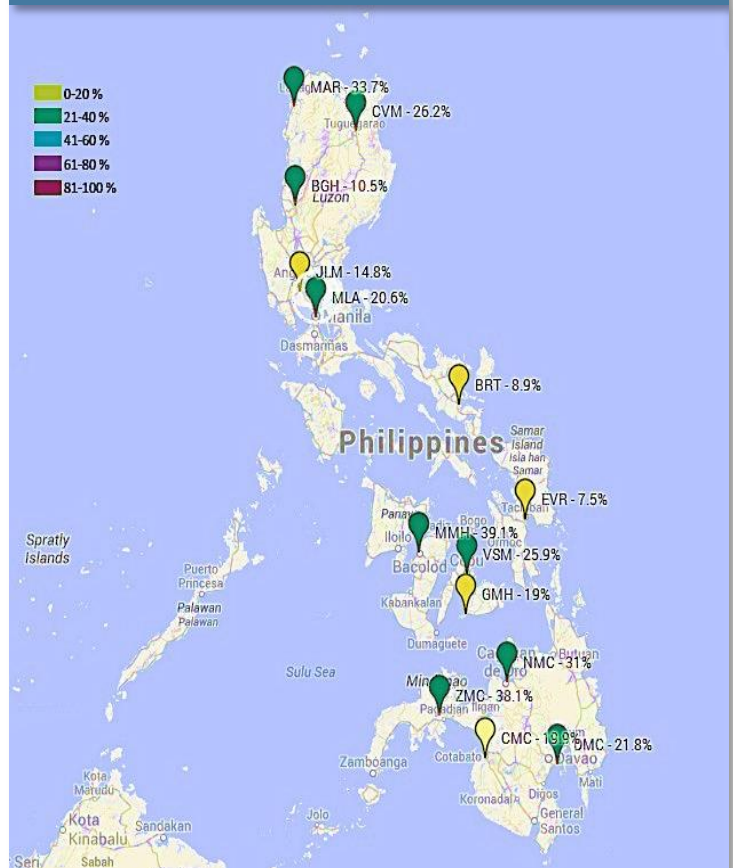 0-20 %
21-40 %
41-60 %
61-80 %
81-100 %
MAR - 33.7%
CVM - 26.2%
Tuguegarao
BGH - 10.5%
Luzon
JLM - 14.8%
MLA - 20.6%
Manila
Dasmariñas
BRT - 8.9%
Philippines
Samar
Island
Isla han
Samar
EVR - 7.5%
Panay
Bogo
Iloilo
MMH - 39.1%
Ormoc
VSM - 25.9%
Bacolod
Cebu
Spratly
Islands
Puerto
Princesa
GMH - 19%
Kabankalan
Palawan
Palawan
Dumaguete
Sulu Sea
Butuan
NMC - 31%
de Oro
ZMC - 38.1%
Pagadian
Iligan
CMC - 19.9%
DMC - 21.8%
Cotabato
Davao
Zamboanga
Mati
Koronadal
Digos
General
Santos
Kota
Marudu
Jolo
Kota
Kinabalu
Sandakan
Sabah